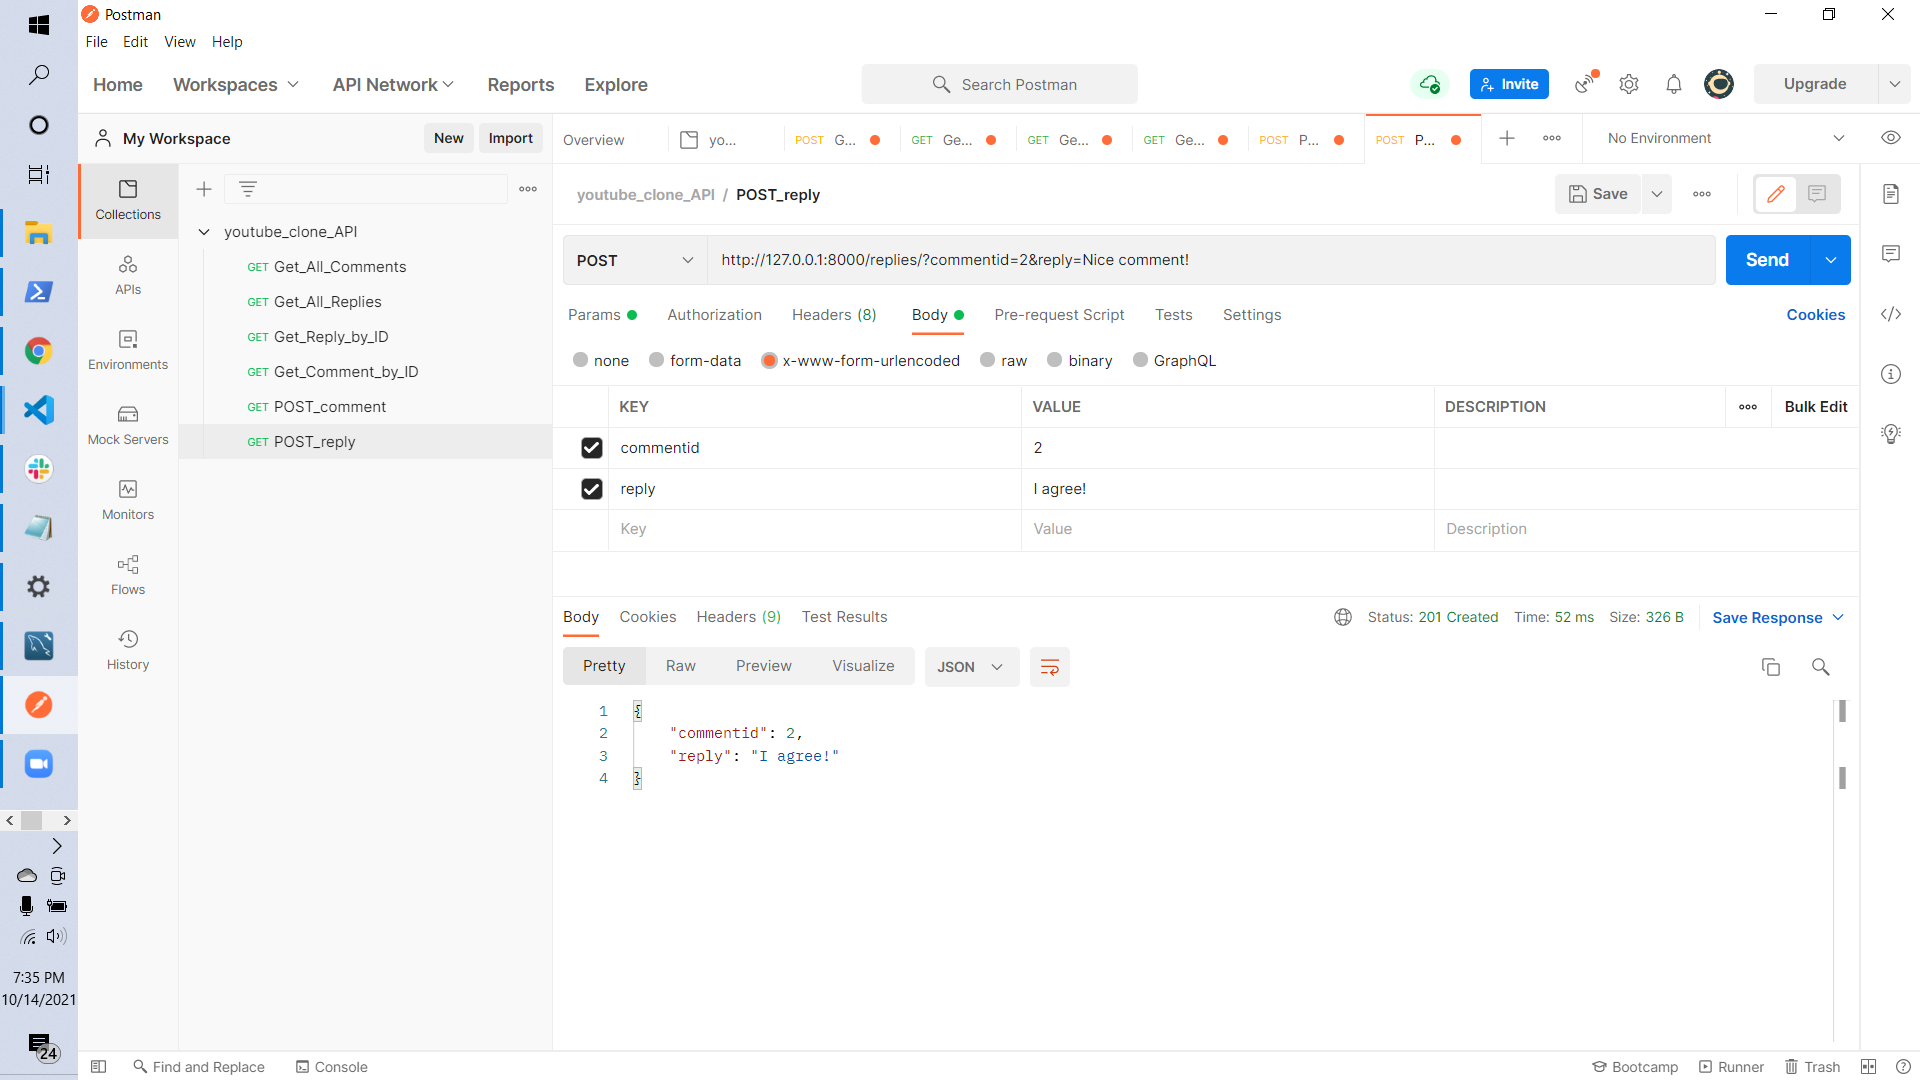 Postman
File Edit View Help
Home Workspaces API Network Reports Explore
Search Postman
Invite
Upgrade
My Workspace
New Import
Overview
yo...
POST G...
GET Ge...
GET Ge...
GET Ge...
POST P...
POST P...
No Environment
Collections
APIs
Environments
Mock Servers
Monitors
Flows
History
youtube_clone_API
GET Get_All_Comments
GET Get_All_Replies
GET Get_Reply_by_ID
GET Get_Comment_by_ID
GET POST_comment
GET POST_reply
youtube_clone_API / POST_reply
Save
POST http://127.0.0.1:8000/replies/?commentid=2&reply=Nice comment!
Send
Params Authorization Headers (8) Body Pre-request Script Tests Settings
Cookies
none form-data x-www-form-urlencoded raw binary GraphQL
KEY VALUE DESCRIPTION Bulk Edit
commentid 2
reply I agree!
Key Value Description
Body Cookies Headers (9) Test Results
Status: 201 Created Time: 52 ms Size: 326 B Save Response
Pretty Raw Preview Visualize JSON
1 {
2 "commentid": 2,
3 "reply": "I agree!"
4 }
7:35 PM
10/14/2021
24
Find and Replace Console
Bootcamp Runner Trash